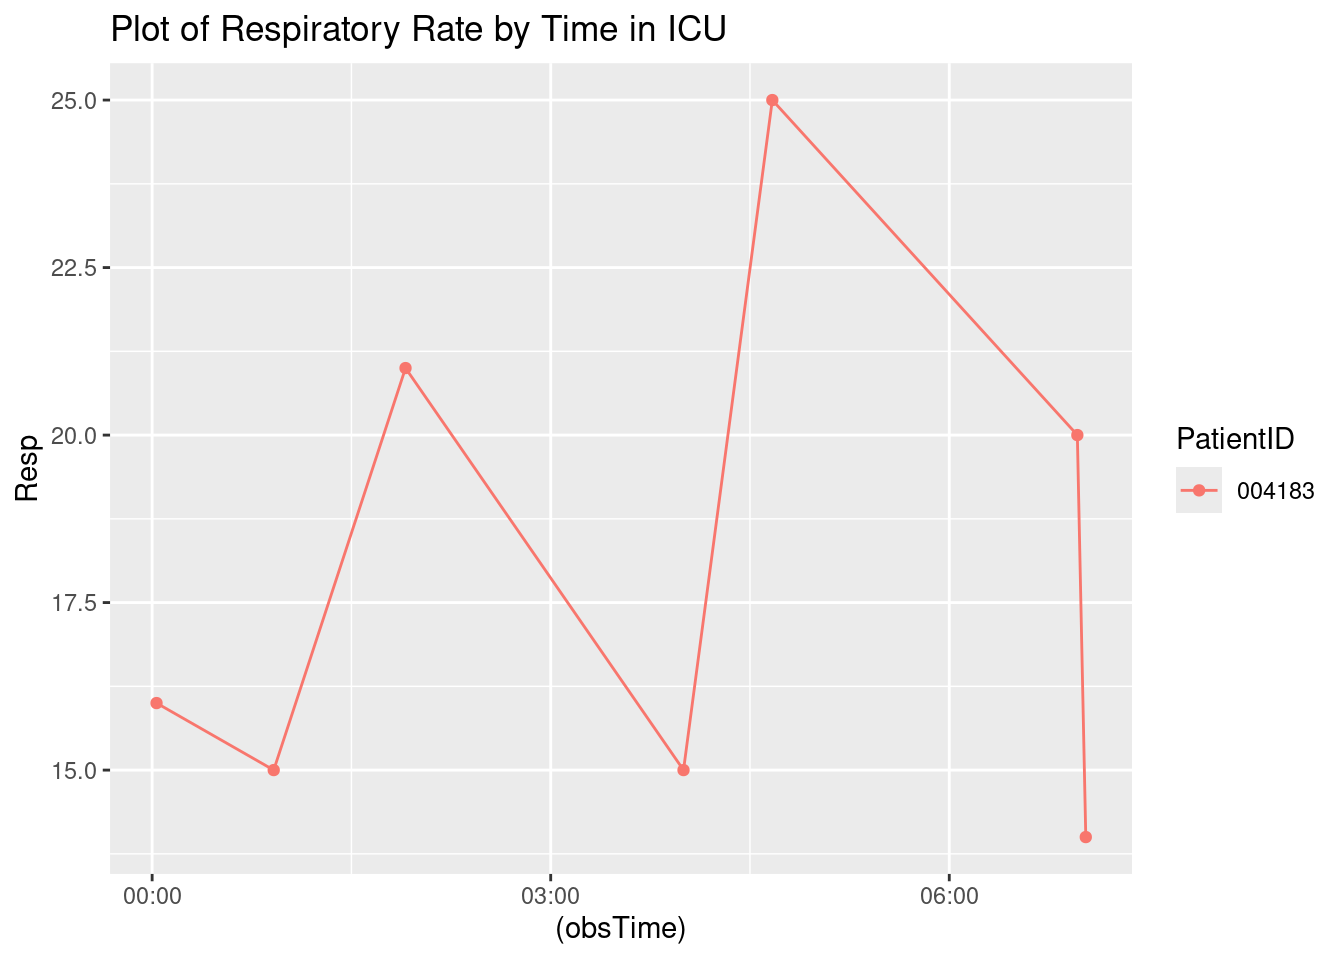 Plot of Respiratory Rate by Time in ICU
25.0
22.5
20.0
17.5
15.0
Resp
00:00 03:00 06:00
(obsTime)
PatientID
004183